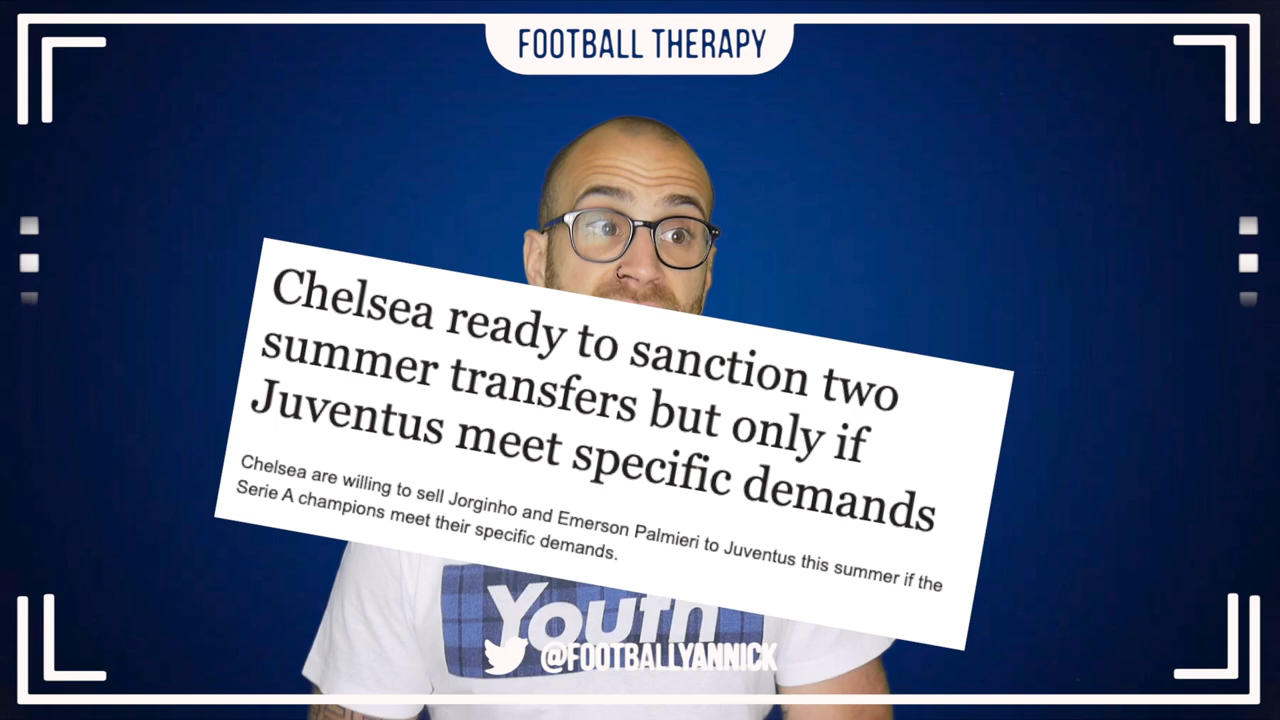 FOOTBALL THERAPY
Chelsea ready to sanction two
summer transfers but only if
Juventus meet specific demands
Chelsea are willing to sell Jorginho and Emerson Palmieri to Juventus this summer if the
Serie A champions meet their specific demands.
Youth
@FOOTBALLYANNICK